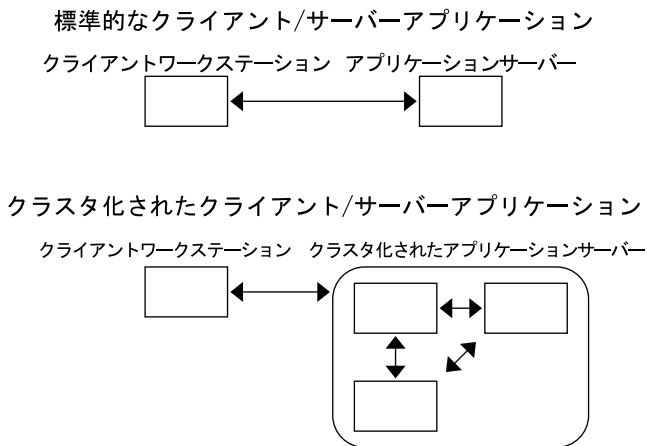 標準的なクライアント/サーバーアプリケーション
クライアントワークステーション アプリケーションサーバー
クラスタ化されたクライアント/サーバーアプリケーション
クライアントワークステーション クラスタ化されたアプリケーションサーバー